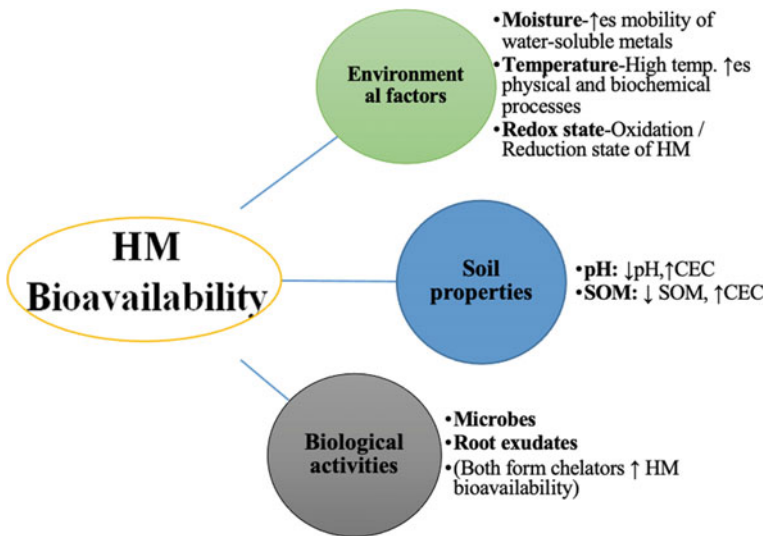 HM
Bioavailability
Environment
al factors
•Moisture-↑es mobility of
water-soluble metals
•Temperature-High temp. ↑es
physical and biochemical
processes
•Redox state-Oxidation /
Reduction state of HM
Soil
properties
•pH: ↓pH,↑CEC
•SOM: ↓ SOM, ↑CEC
Biological
activities
•Microbes
•Root exudates
•(Both form chelators ↑ HM
bioavailability)